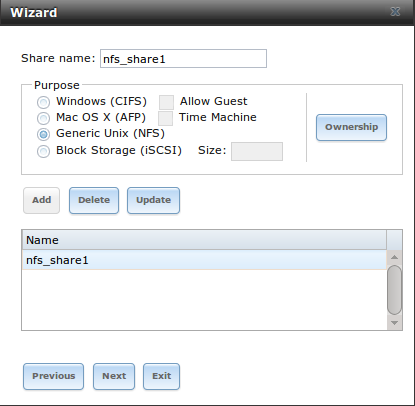 Wizard
Share name: nfs_share1
Purpose
Windows (CIFS) Allow Guest
Mac OS X (AFP) Time Machine
Generic Unix (NFS)
Block Storage (iSCSI) Size:
Ownership
Add Delete Update
Name
nfs_share1
Previous Next Exit